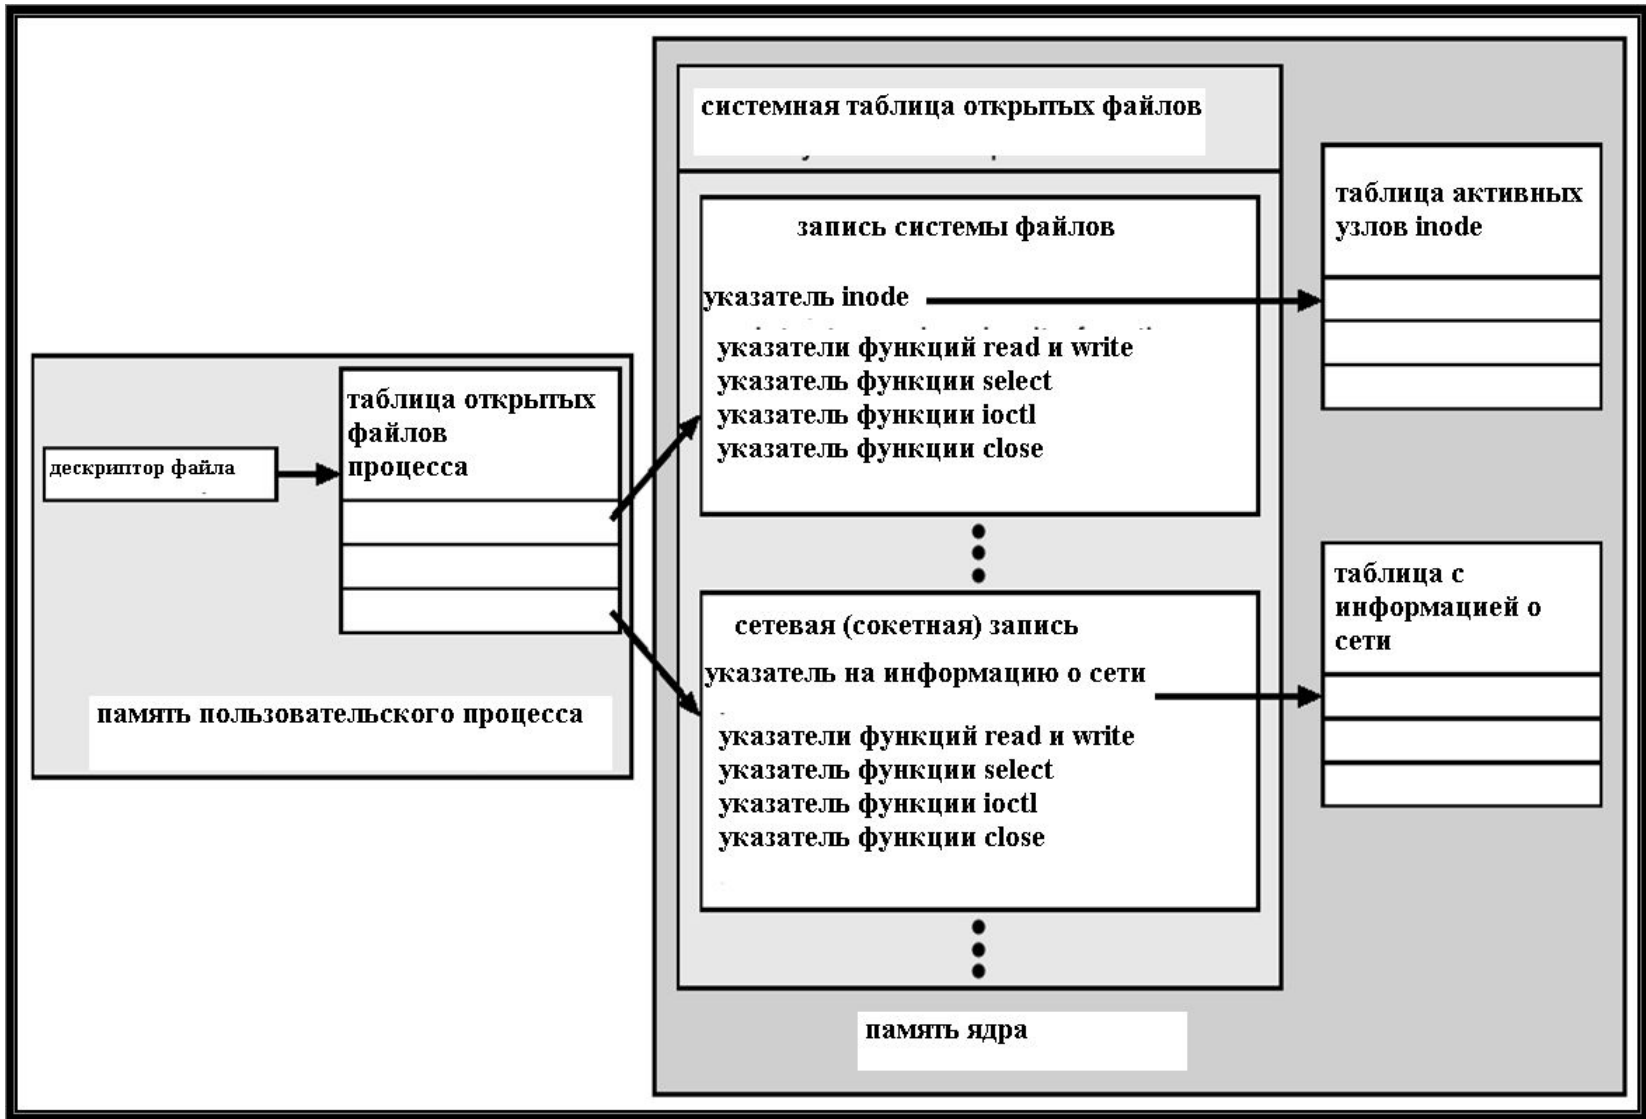 системная таблица открытых файлов
запись системы файлов
указатель inode
указатели функций read и write
указатель функции select
указатель функции ioctl
указатель функции close
таблица активных
узлов inode
дескриптор файла
таблица открытых
файлов
процесса
память пользовательского процесса
сетевая (сокетная) запись
указатель на информацию о сети
указатели функций read и write
указатель функции select
указатель функции ioctl
указатель функции close
таблица с
информацией о
сети
память ядра